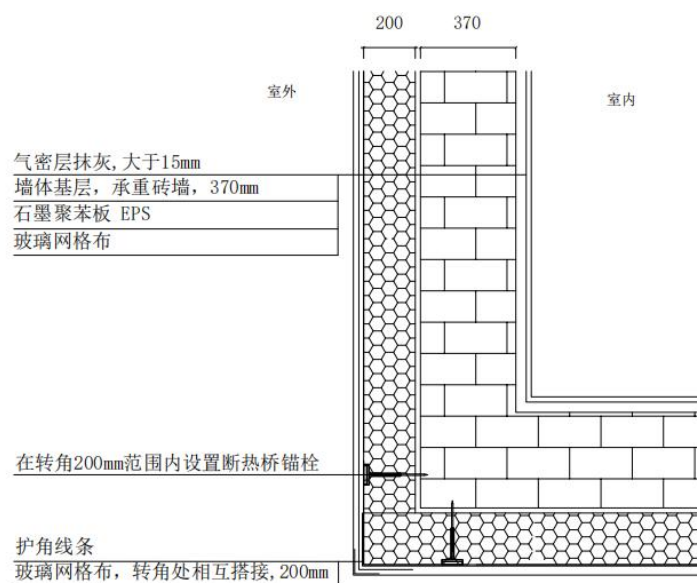 200 370
室外
室内
气密层抹灰,大于15mm
墙体基层，承重砖墙，370mm
石墨聚苯板 EPS
玻璃网格布
在转角200mm范围内设置断热桥锚栓
护角线条
玻璃网格布，转角处相互搭接,200mm